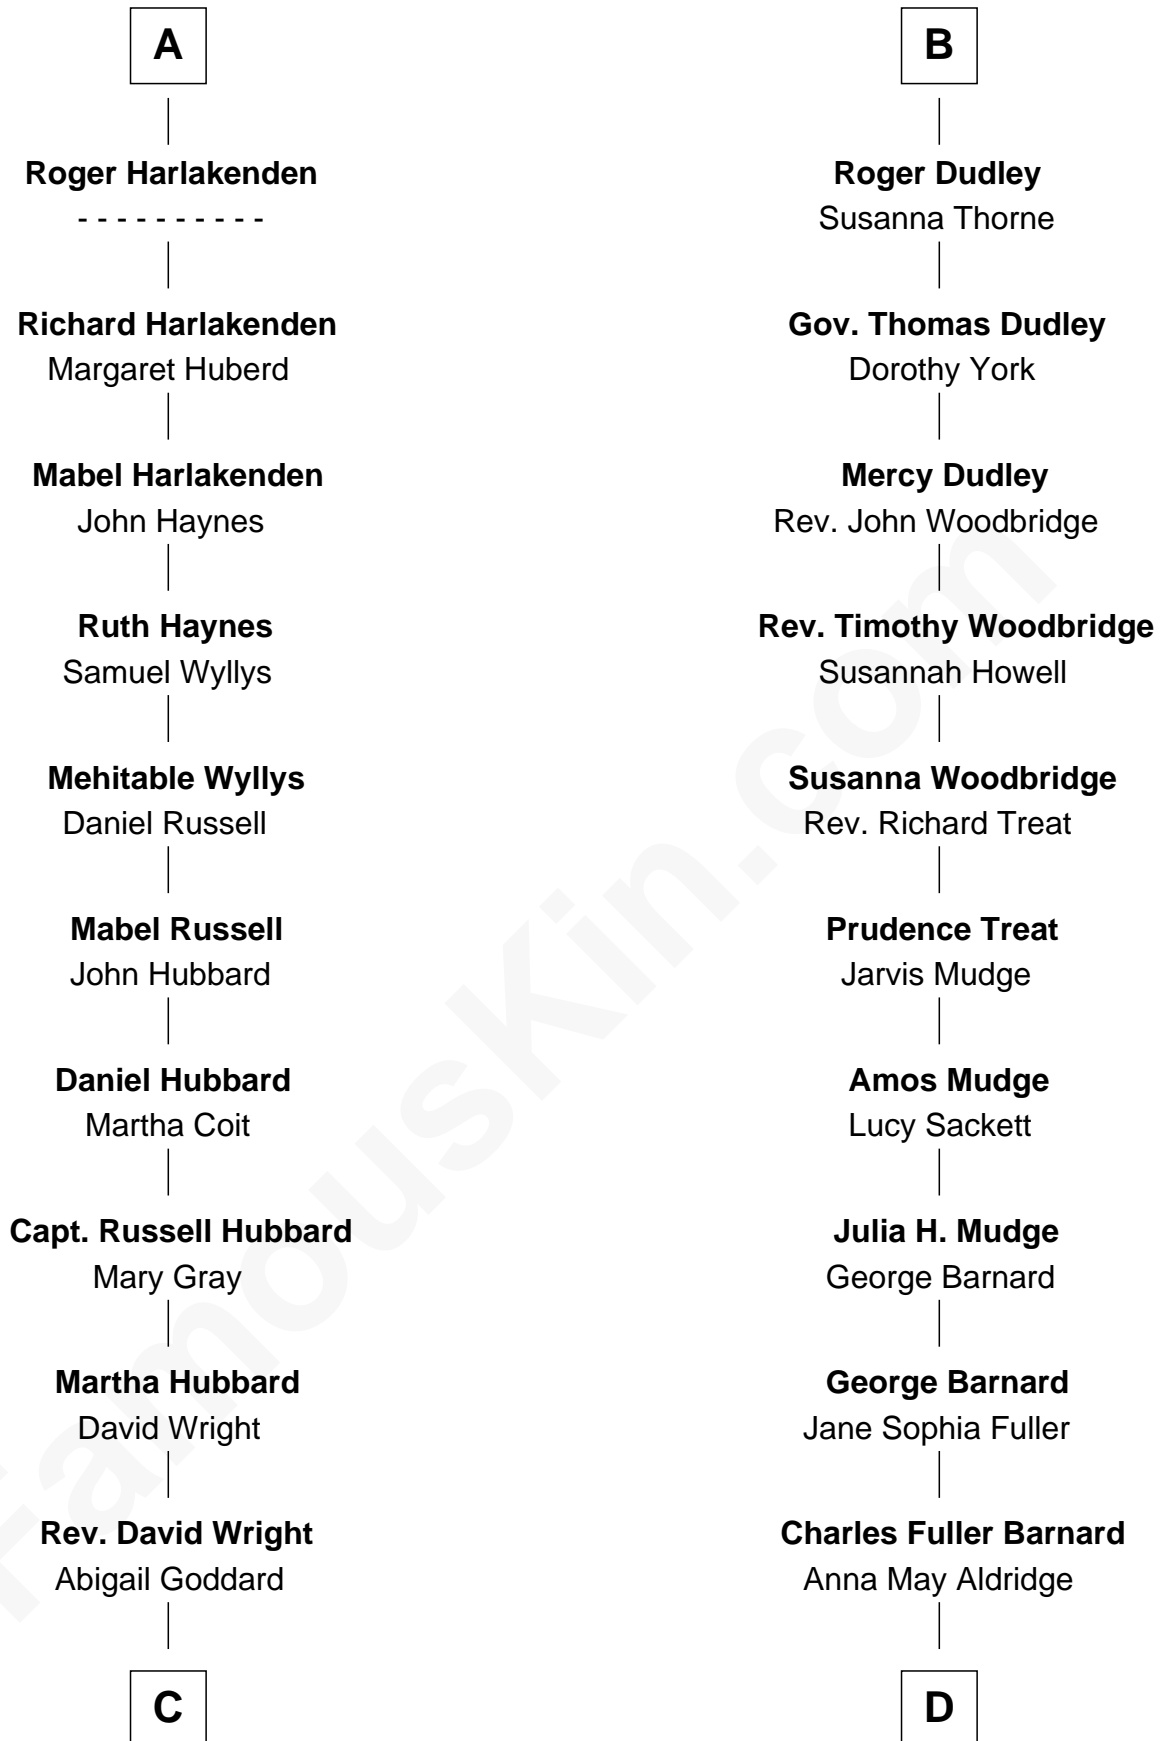 A
Roger Harlakenden
- - - - - - - - - -
Richard Harlakenden
Margaret Huberd
Mabel Harlakenden
John Haynes
Ruth Haynes
Samuel Wyllys
Mehitable Wyllys
Daniel Russell
Mabel Russell
John Hubbard
Daniel Hubbard
Martha Coit
Capt. Russell Hubbard
Mary Gray
Martha Hubbard
David Wright
Rev. David Wright
Abigail Goddard
C
B
Roger Dudley
Susanna Thorne
Gov. Thomas Dudley
Dorothy York
Mercy Dudley
Rev. John Woodbridge
Rev. Timothy Woodbridge
Susannah Howell
Susanna Woodbridge
Rev. Richard Treat
Prudence Treat
Jarvis Mudge
Amos Mudge
Lucy Sackett
Julia H. Mudge
George Barnard
George Barnard
Jane Sophia Fuller
Charles Fuller Barnard
Anna May Aldridge
D
FamousKin.com